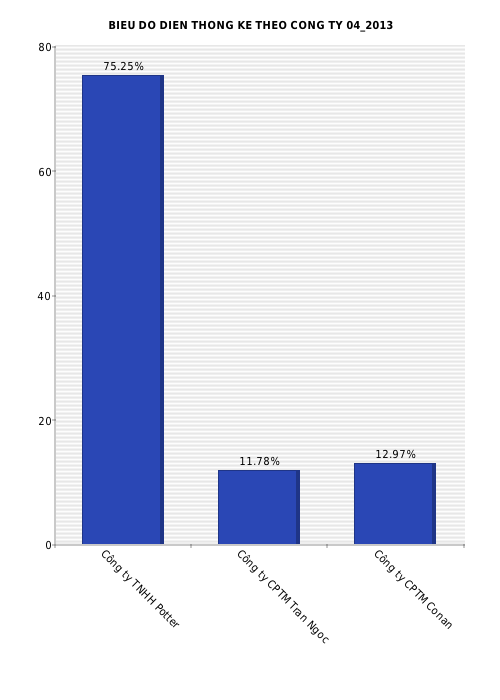 BIEU DO DIEN THONG KE THEO CONG TY 04_2013
80
75.25%
60
40
20
12.97%
11.78%
0
Công ty TNHH Potter
Công ty CPTM Tran Ngoc
Công ty CPTM Conan